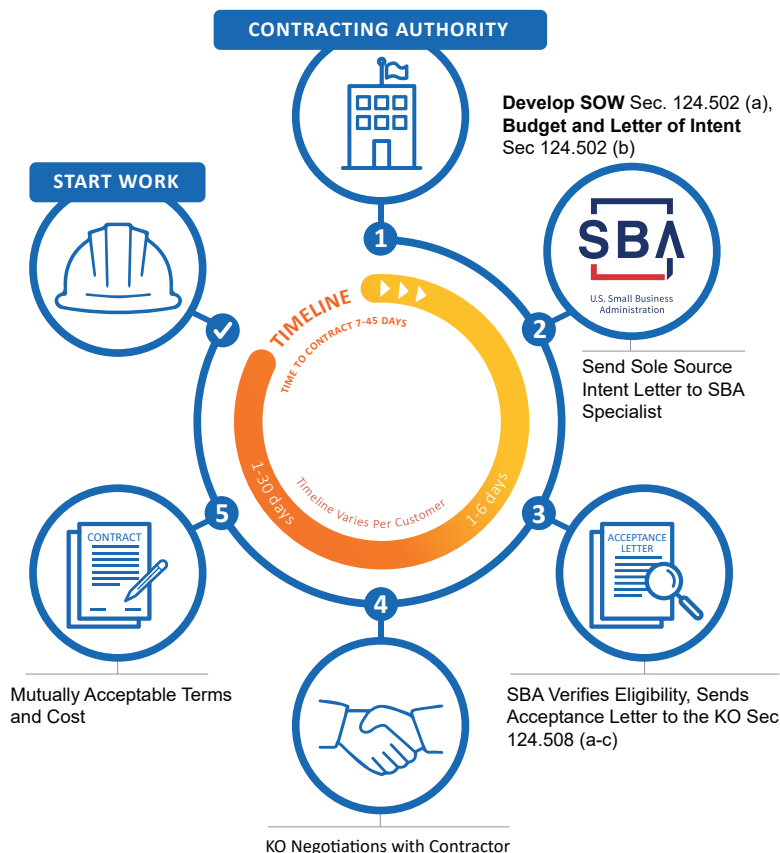 CONTRACTING AUTHORITY
1
Develop SOW Sec. 124.502 (a),
Budget and Letter of Intent
Sec 124.502 (b)
SBA
U.S. Small Business
Administration
2
Send Sole Source
Intent Letter to SBA
Specialist
3
ACCEPTANCE
LETTER
SBA Verifies Eligibility, Sends
Acceptance Letter to the KO Sec
124.508 (a-c)
4
KO Negotiations with Contractor
5
CONTRACT
Mutually Acceptable Terms
and Cost
START WORK
TIMELINE
TIME TO CONTRACT 7-45 DAYS
1-6 days
1-30 days
Timeline Varies Per Customer